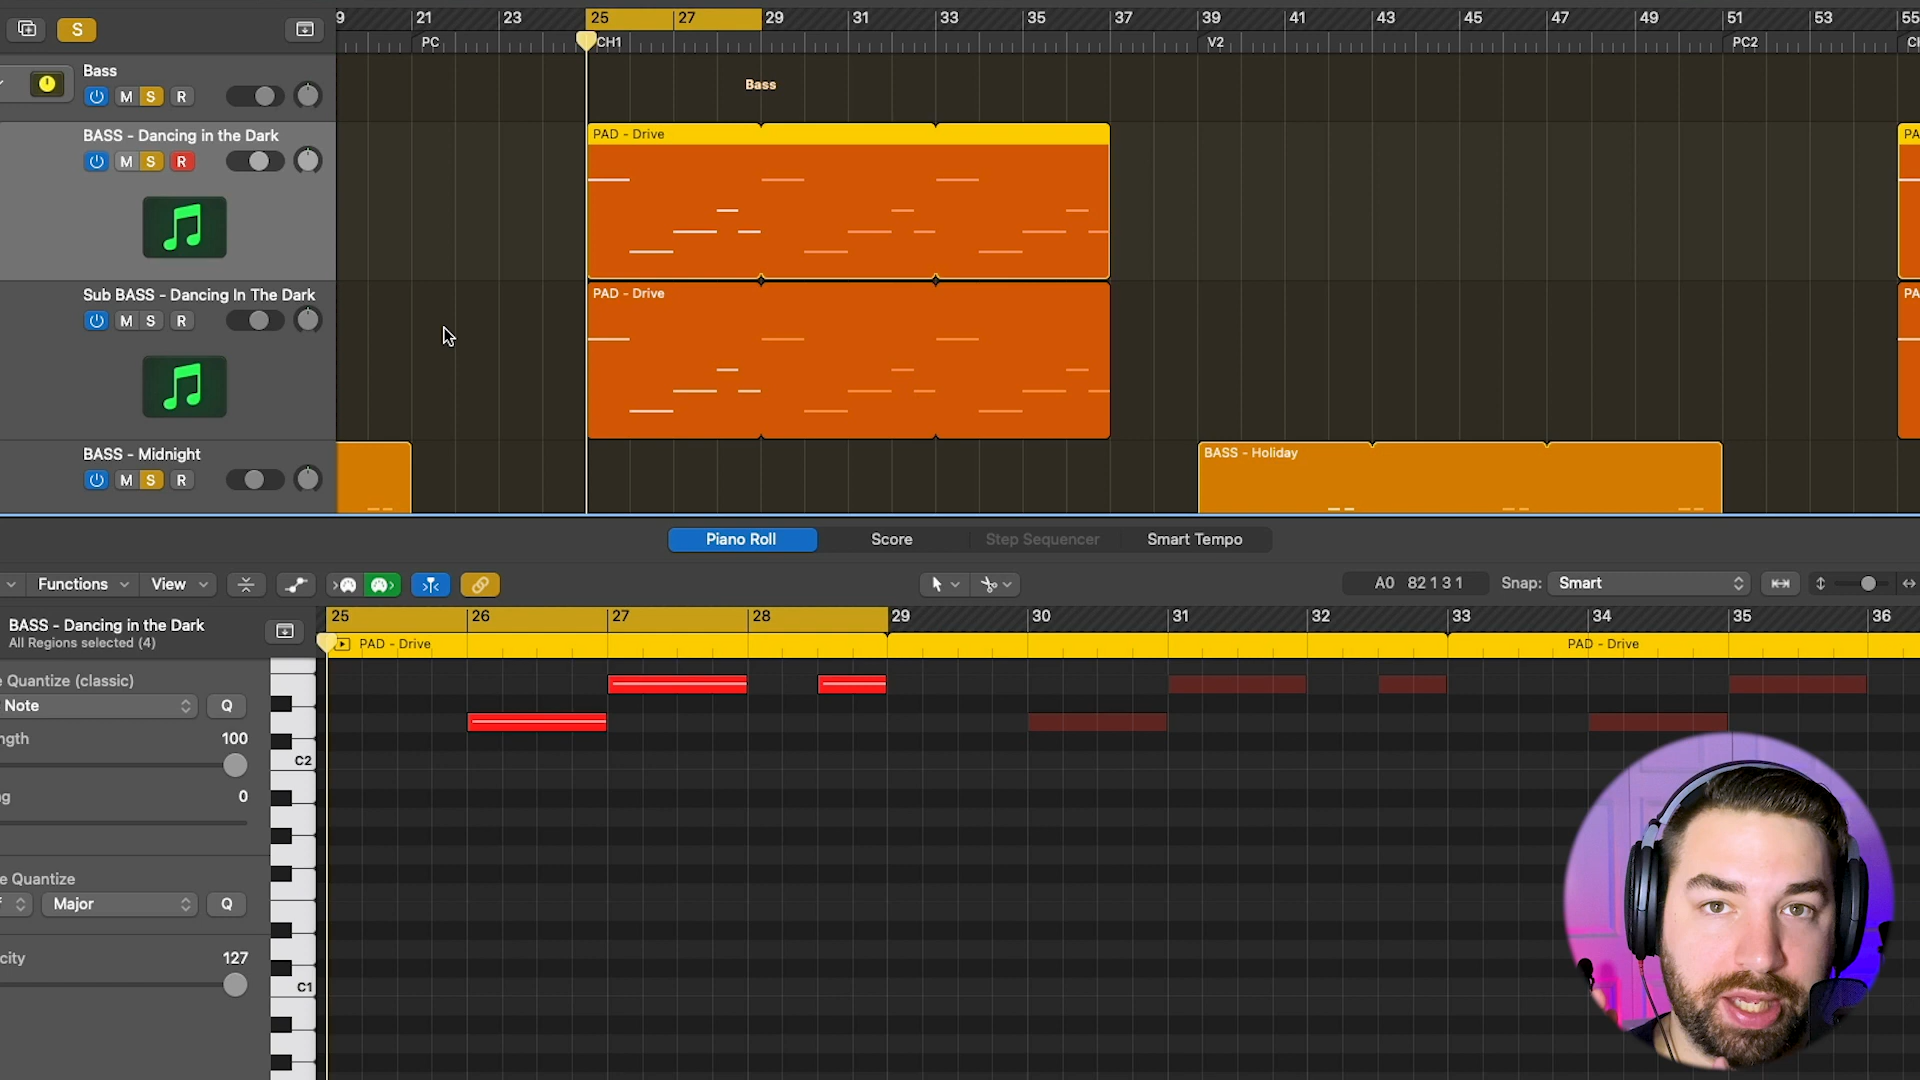 9 21 23 25 27 29 31 33 35 37 39 41 43 45 47 49 51 53 55
S
PC CH1 V2 PC2
Bass
M S R
Bass
BASS - Dancing in the Dark
M S R
PAD - Drive
PA
Sub BASS - Dancing In The Dark
M S R
PAD - Drive
PA
BASS - Midnight
M S R
BASS - Holiday
Piano Roll Score Step Sequencer Smart Tempo
Functions View
A0 82 1 3 1
Snap: Smart
25 26 27 28 29 30 31 32 33 34 35 36
BASS - Dancing in the Dark
All Regions selected (4)
PAD - Drive PAD - Drive
e Quantize (classic)
Note Q
ngth 100
C2
g 0
e Quantize
Major Q
city 127
C1